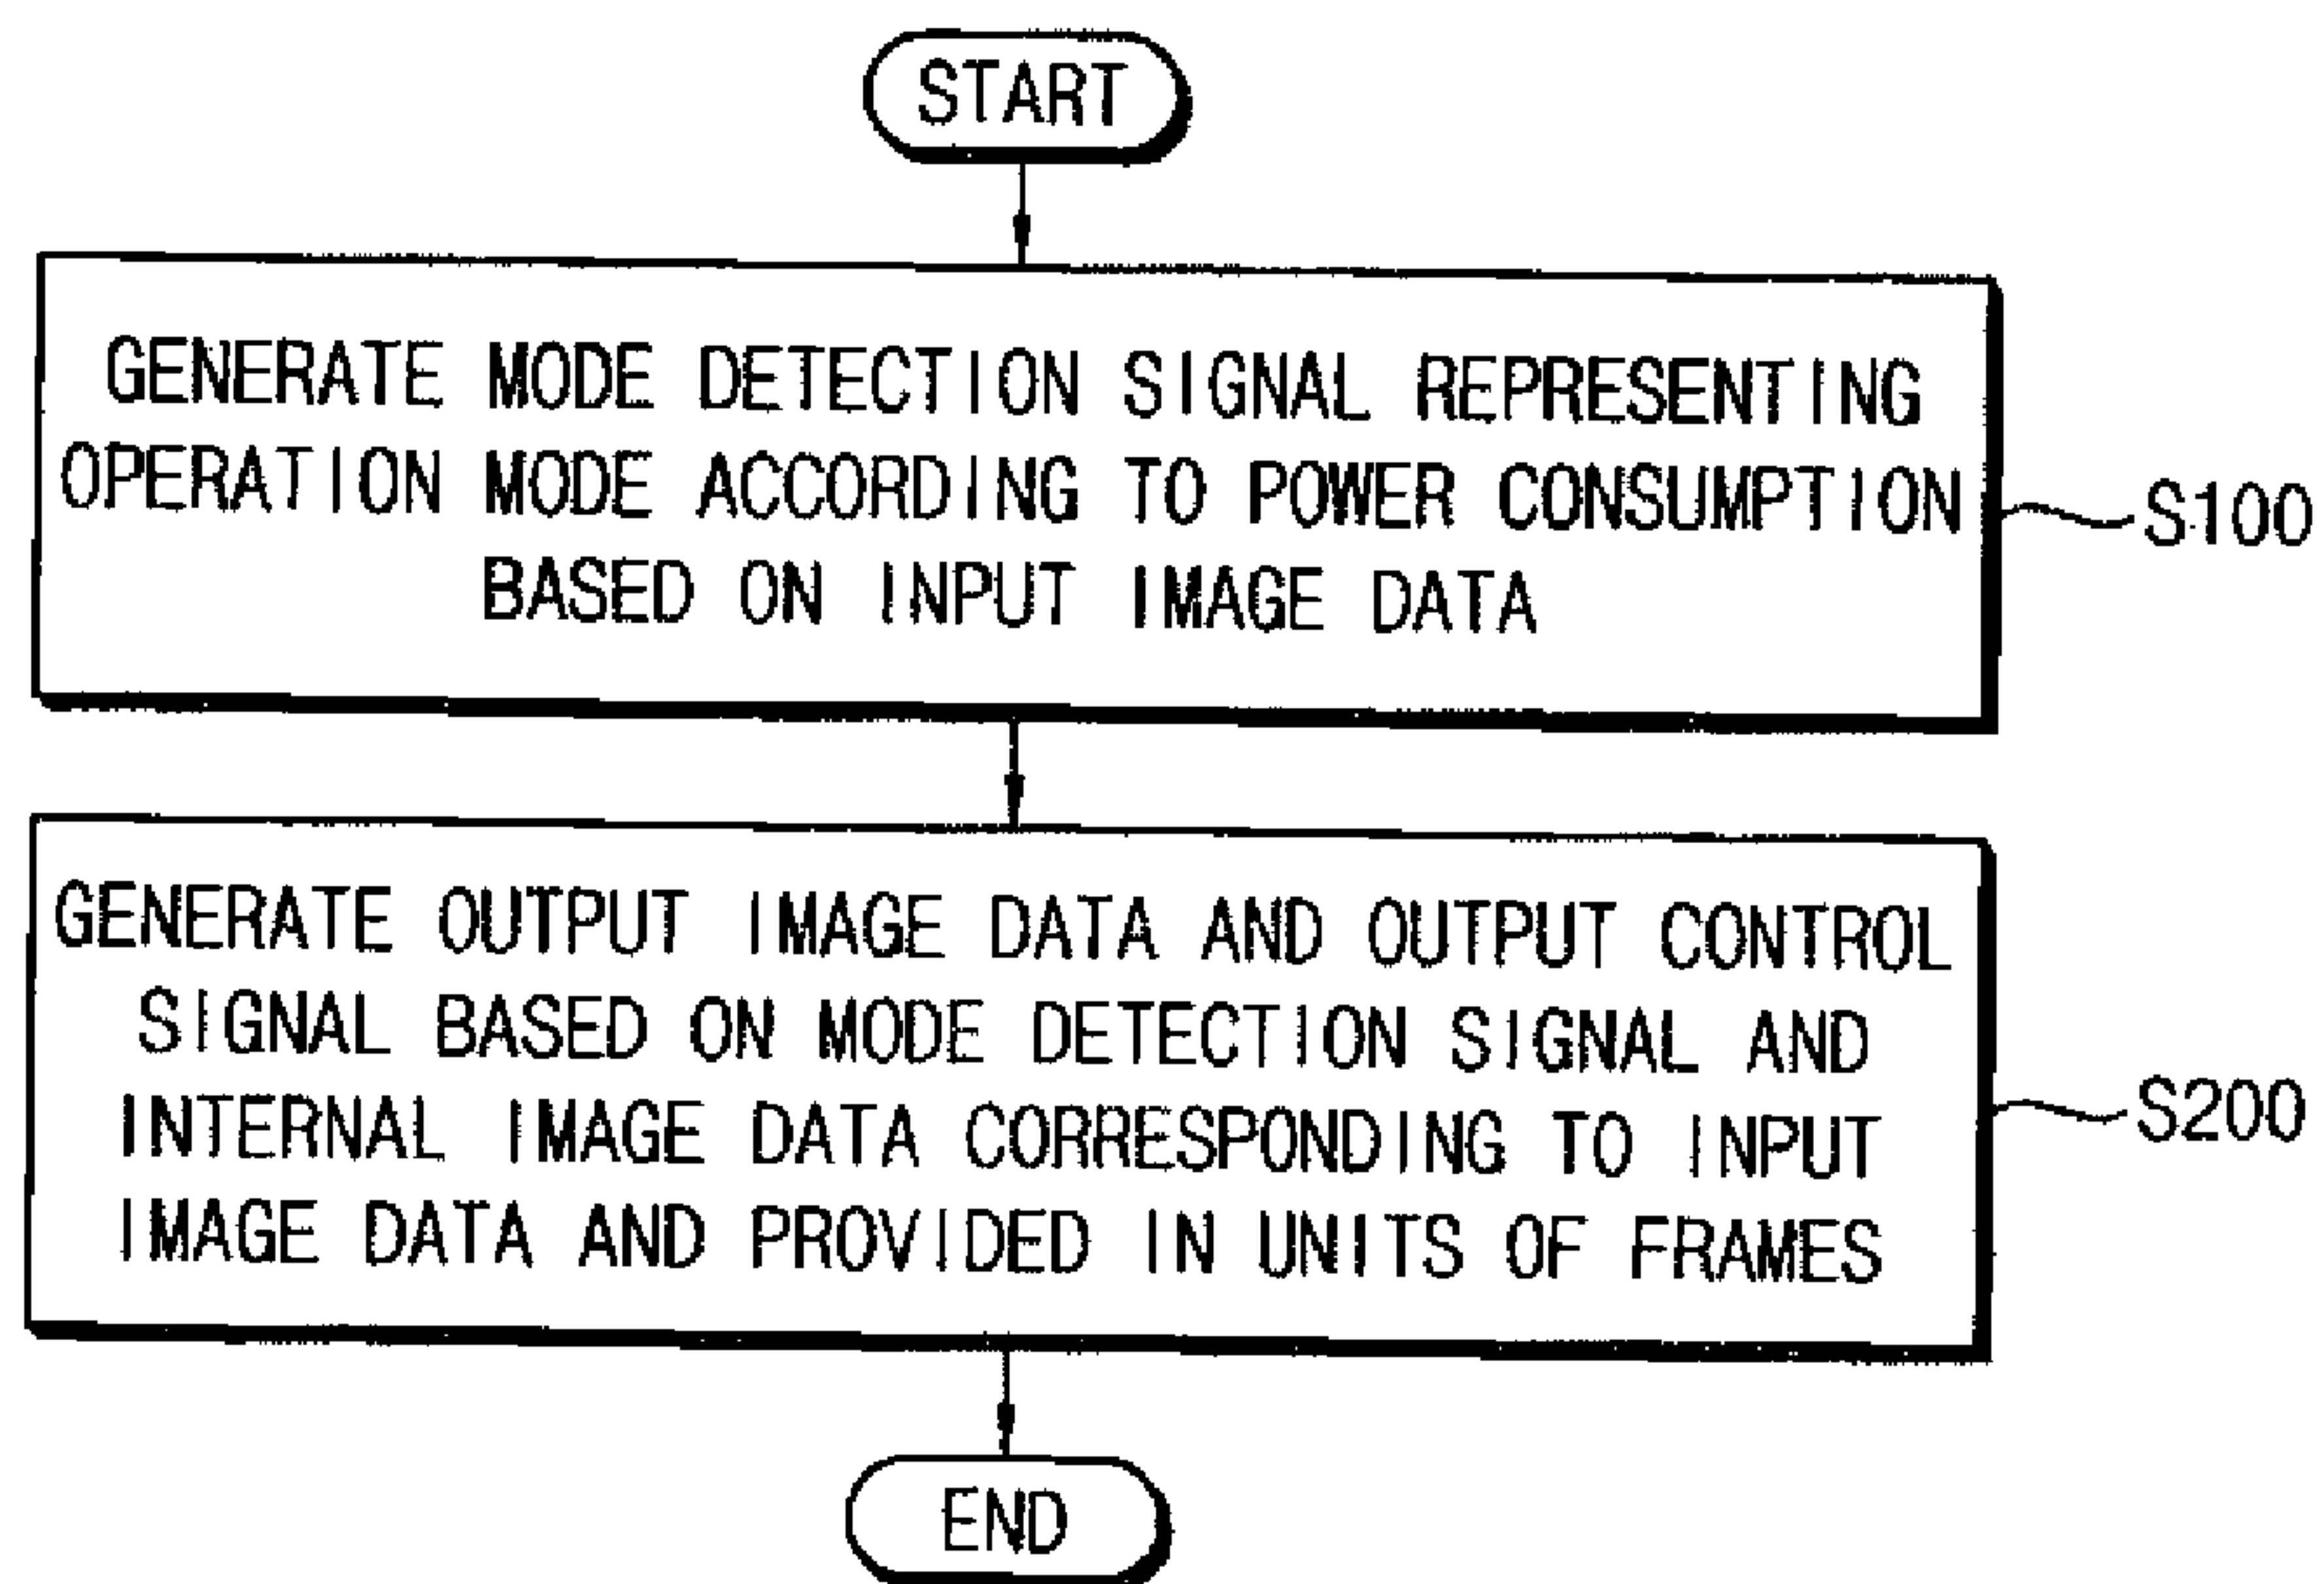 START
GENERATE MODE DETECTION SIGNAL REPRESENTING
OPERATION MODE ACCORDING TO POWER CONSUMPTION
BASED ON INPUT IMAGE DATA
S100
GENERATE OUTPUT IMAGE DATA AND OUTPUT CONTROL
SIGNAL BASED ON MODE DETECTION SIGNAL AND
INTERNAL IMAGE DATA CORRESPONDING TO INPUT
IMAGE DATA AND PROVIDED IN UNITS OF FRAMES
S200
END